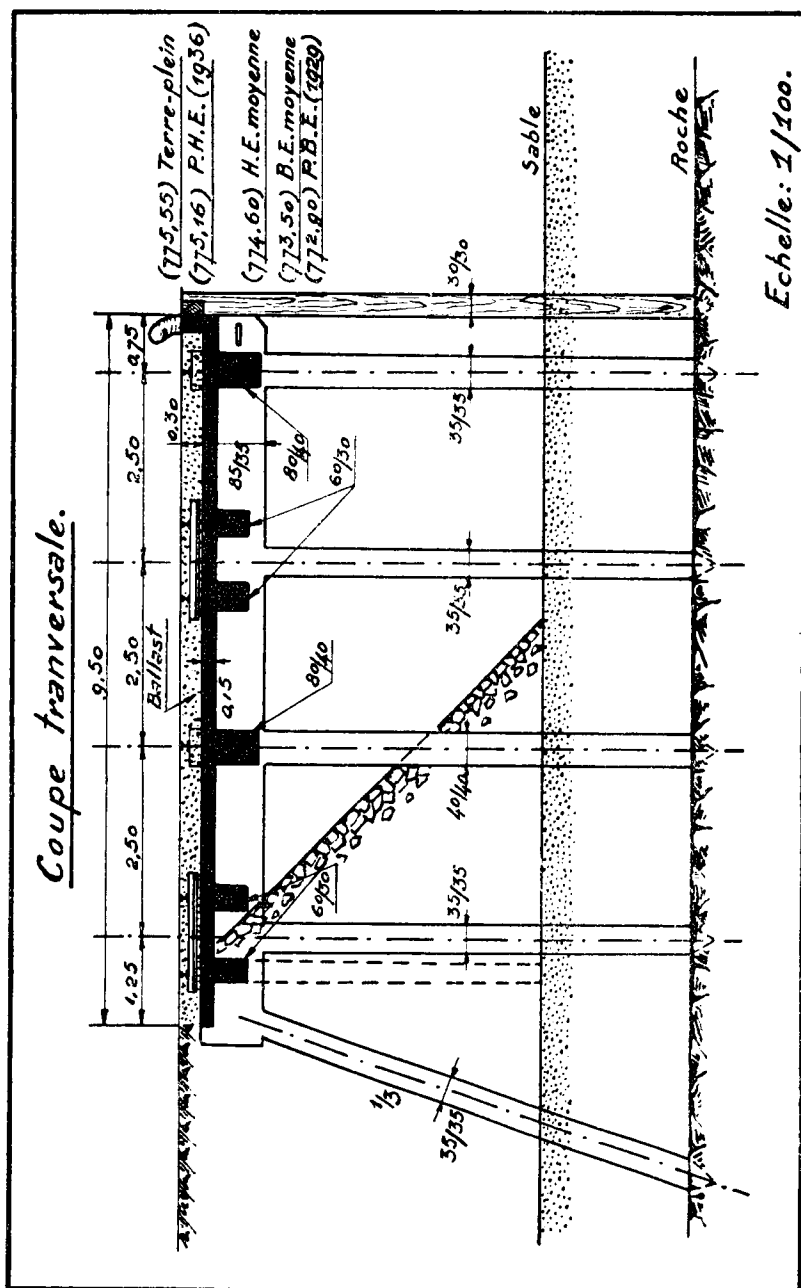 Coupe tranversale.
9,50
1,25
2,50
2,50
2,50
0,75
Ballast
0,30
0,15
85/35
80/40
60/30
80/40
60/30
(775,55) Terre-plein
(775,16) P.H.E. (1936)
(774,60) H.E. moyenne
(773,50) B.E. moyenne
(772,90) P.B.E. (1929)
1/3
35/35
35/35
40/40
35/35
35/35
30/30
Sable
Roche
Echelle: 1/100.